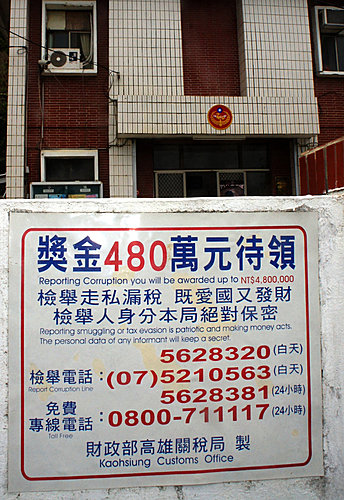 獎金480萬元待領
Reporting Corruption you will be awarded up to NT$4,800,000
檢舉走私漏稅 既愛國又發財
檢舉人身分本局絕對保密
Reporting smuggling or tax evasion is patriotic and making money acts.
The personal data of any informant will keep a secret.
5628320(白天)
檢舉電話:(07)5210563(白天)
Report Corruption Line
5628381(24小時)
免費
專線電話:0800-711117(24小時)
Toll Free
財政部高雄關稅局 製
Kaohsiung Customs Office